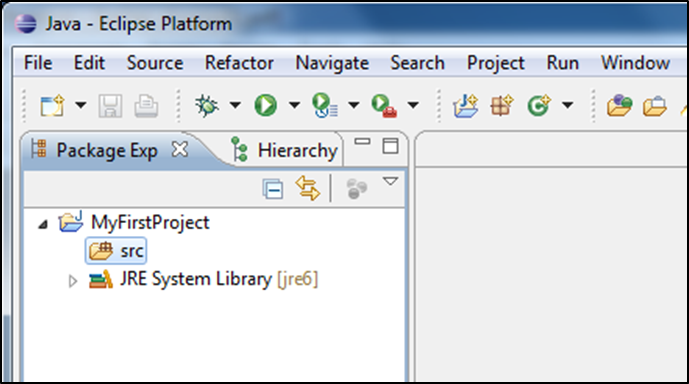 Java - Eclipse Platform
File Edit Source Refactor Navigate Search Project Run Window
Package Exp Hierarchy
MyFirstProject
src
JRE System Library [jre6]